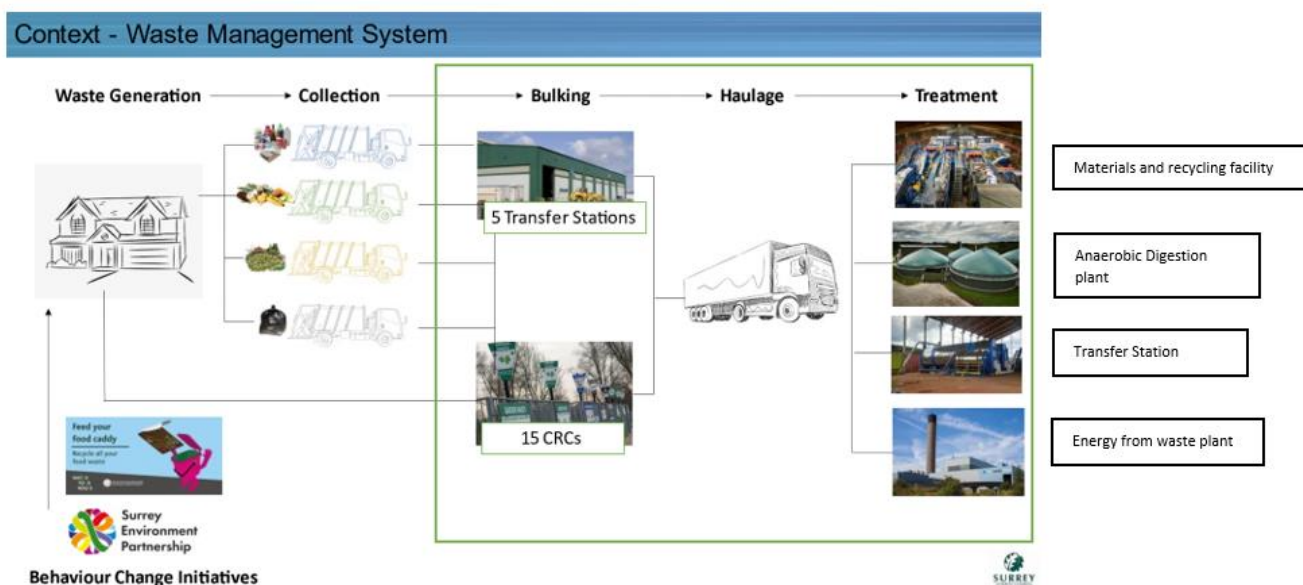 Context - Waste Management System
Waste Generation
Collection
Bulking
Haulage
Treatment
5 Transfer Stations
15 CRCs
Materials and recycling facility
Anaerobic Digestion
plant
Transfer Station
Energy from waste plant
Feed your
food caddy
Recycle all your
food waste
Surrey
Environment
Partnership
Behaviour Change Initiatives
SURREY